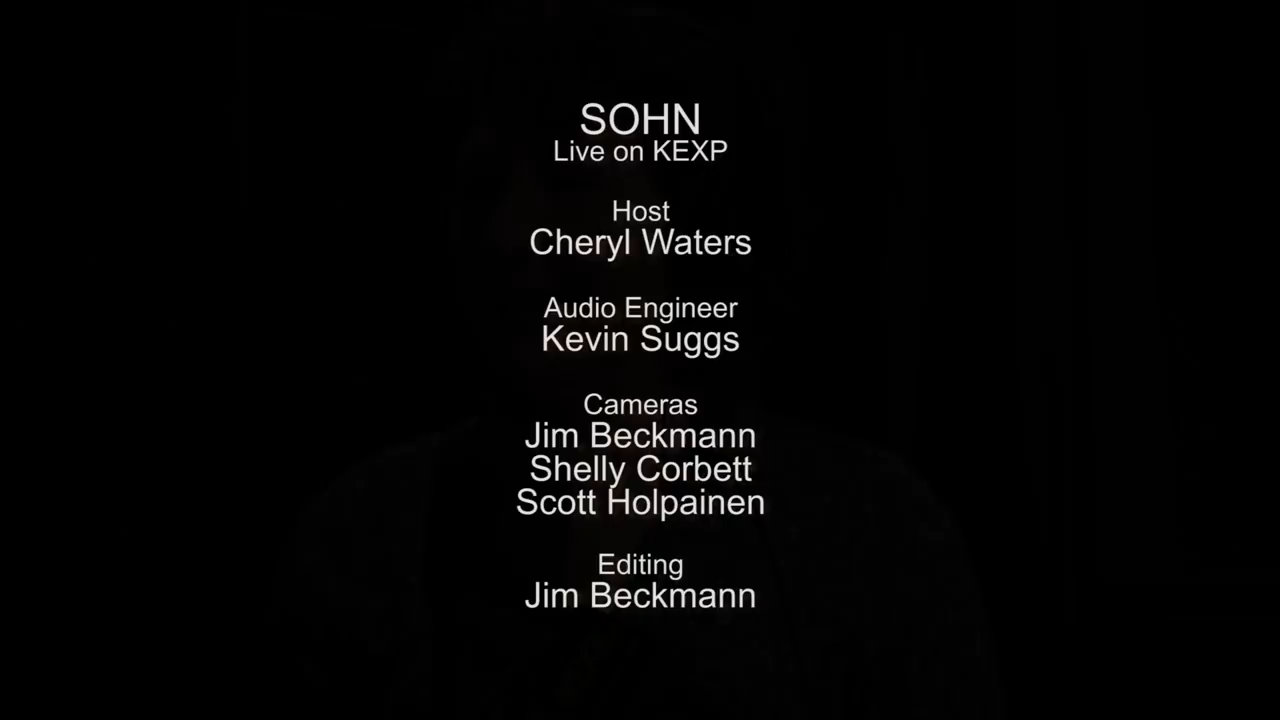 SOHN
Live on KEXP
Host
Cheryl Waters
Audio Engineer
Kevin Suggs
Cameras
Jim Beckmann
Shelly Corbett
Scott Holpainen
Editing
Jim Beckmann